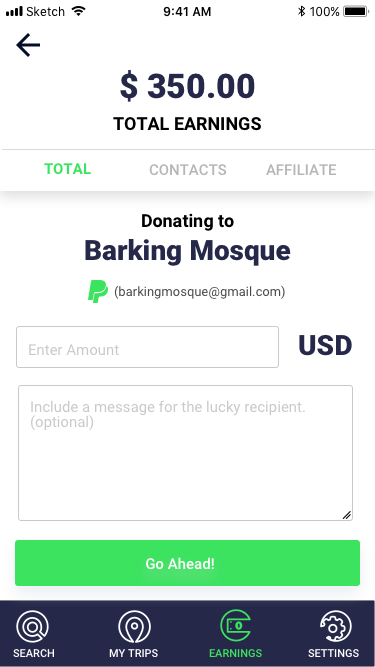 Sketch 9:41 AM 100%
$ 350.00
TOTAL EARNINGS
TOTAL CONTACTS AFFILIATE
Donating to
Barking Mosque
(barkingmosque@gmail.com)
Enter Amount USD
Include a message for the lucky recipient.
(optional)
Go Ahead!
SEARCH MY TRIPS EARNINGS SETTINGS